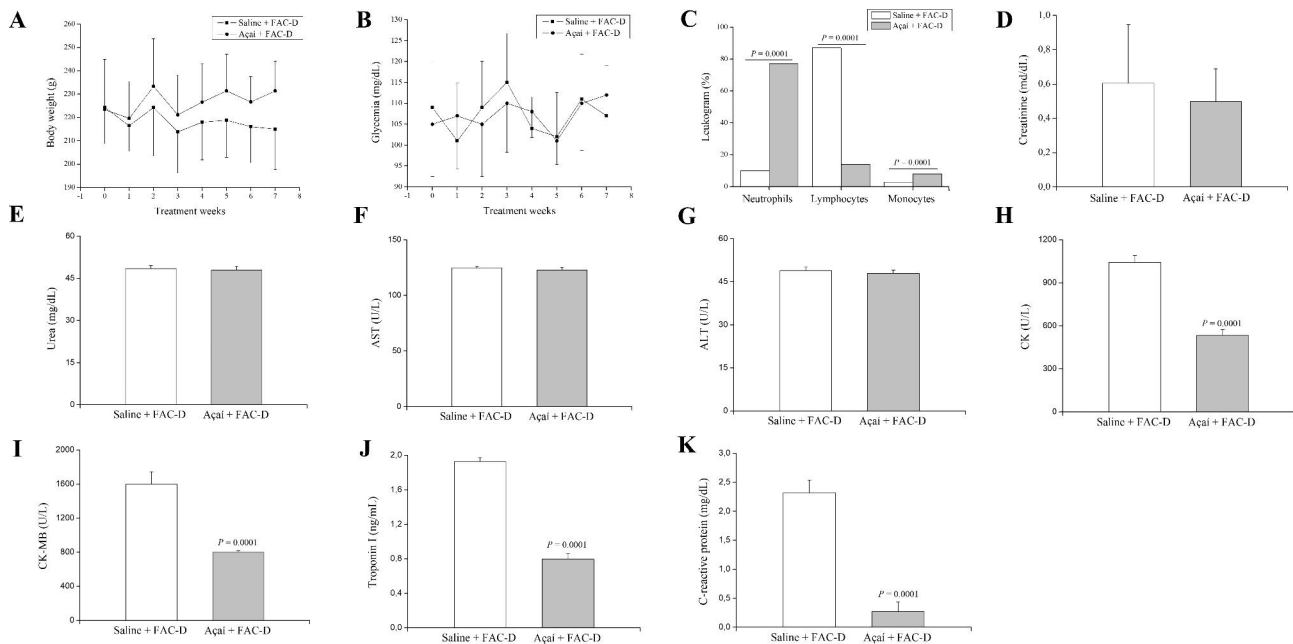 A
Saline + FAC-D
Açaí + FAC-D
Body weight (g)
260
250
240
230
220
210
200
190
-1 0 1 2 3 4 5 6 7 8
Treatment weeks
B
Saline + FAC-D
Açaí + FAC-D
Glycemia (mg/dL)
130
125
120
115
110
105
100
95
90
-1 0 1 2 3 4 5 6 7 8
Treatment weeks
C
Saline + FAC-D
Açaí + FAC-D
Leukogram (%)
80
60
40
20
0
P = 0.0001
P = 0.0001
P = 0.0001
Neutrophils Lymphocytes Monocytes
D
Creatinine (md/dL)
1,0
0,8
0,6
0,4
0,2
0,0
Saline + FAC-D Açaí + FAC-D
E
Urea (mg/dL)
60
45
30
15
0
Saline + FAC-D Açaí + FAC-D
F
AST (U/L)
150
125
100
75
50
25
0
Saline + FAC-D Açaí + FAC-D
G
ALT (U/L)
60
45
30
15
0
Saline + FAC-D Açaí + FAC-D
H
CK (U/L)
1200
900
600
300
0
P = 0.0001
Saline + FAC-D Açaí + FAC-D
I
CK-MB (U/L)
2000
1600
1200
800
400
0
P = 0.0001
Saline + FAC-D Açaí + FAC-D
J
Troponin I (ng/mL)
2,0
1,6
1,2
0,8
0,4
0,0
P = 0.0001
Saline + FAC-D Açaí + FAC-D
K
C-reactive protein (mg/dL)
3,0
2,5
2,0
1,5
1,0
0,5
0,0
P = 0.0001
Saline + FAC-D Açaí + FAC-D